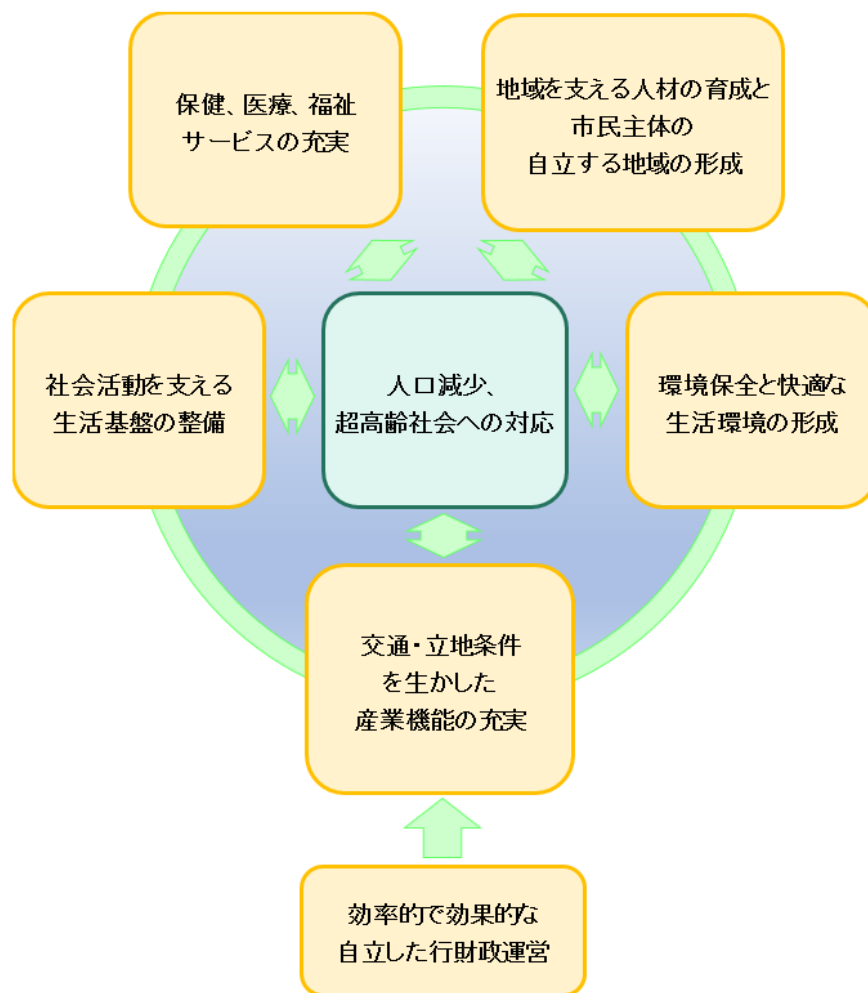 保健、医療、福祉
サービスの充実
地域を支える人材の育成と
市民主体の
自立する地域の形成
社会活動を支える
生活基盤の整備
人口減少、
超高齢社会への対応
環境保全と快適な
生活環境の形成
交通・立地条件
を生かした
産業機能の充実
効率的で効果的な
自立した行財政運営